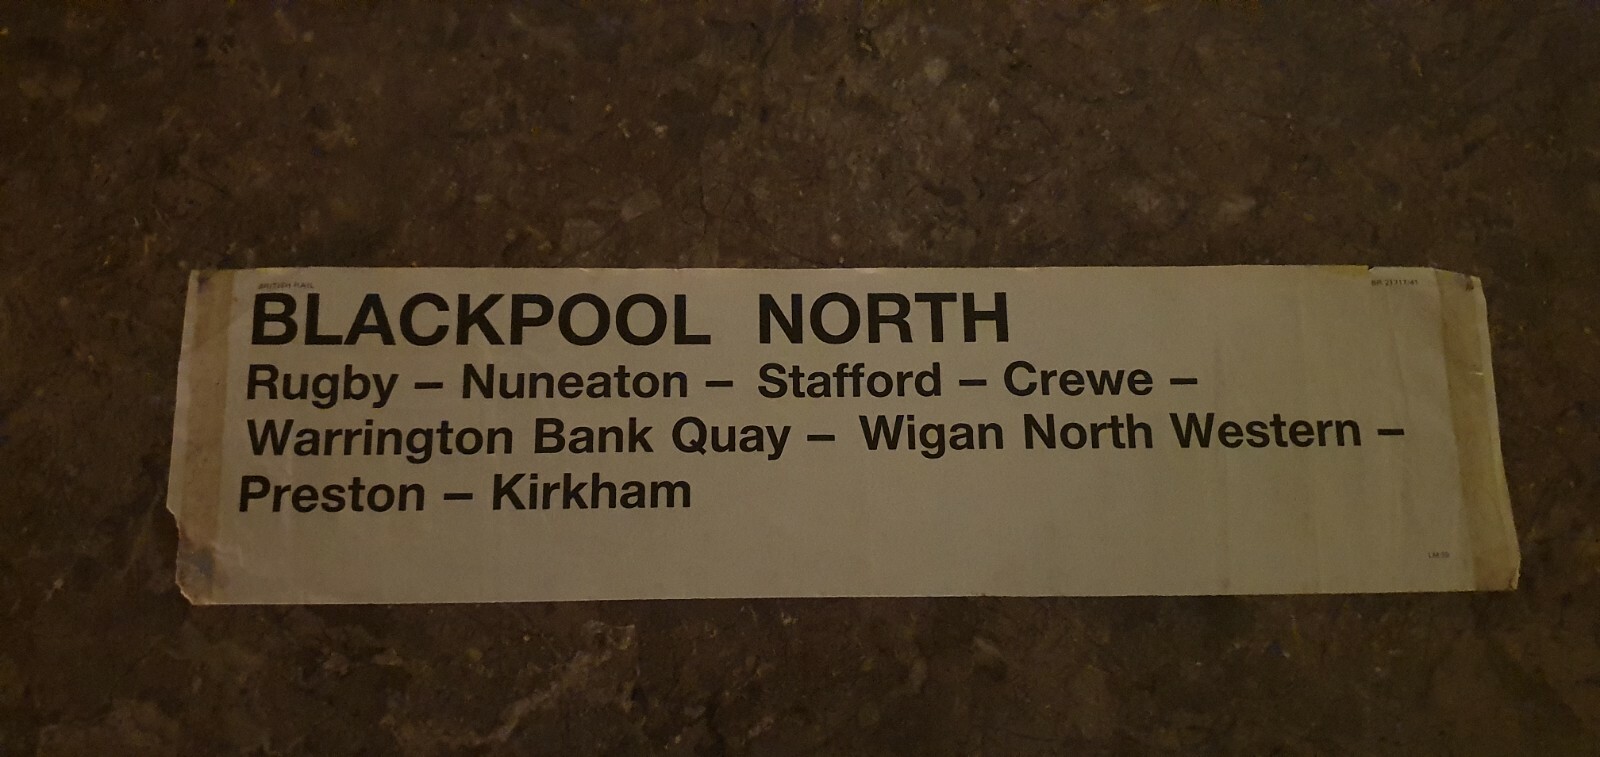 BRITISH RAIL
BLACKPOOL NORTH
Rugby – Nuneaton – Stafford – Crewe –
Warrington Bank Quay – Wigan North Western –
Preston – Kirkham